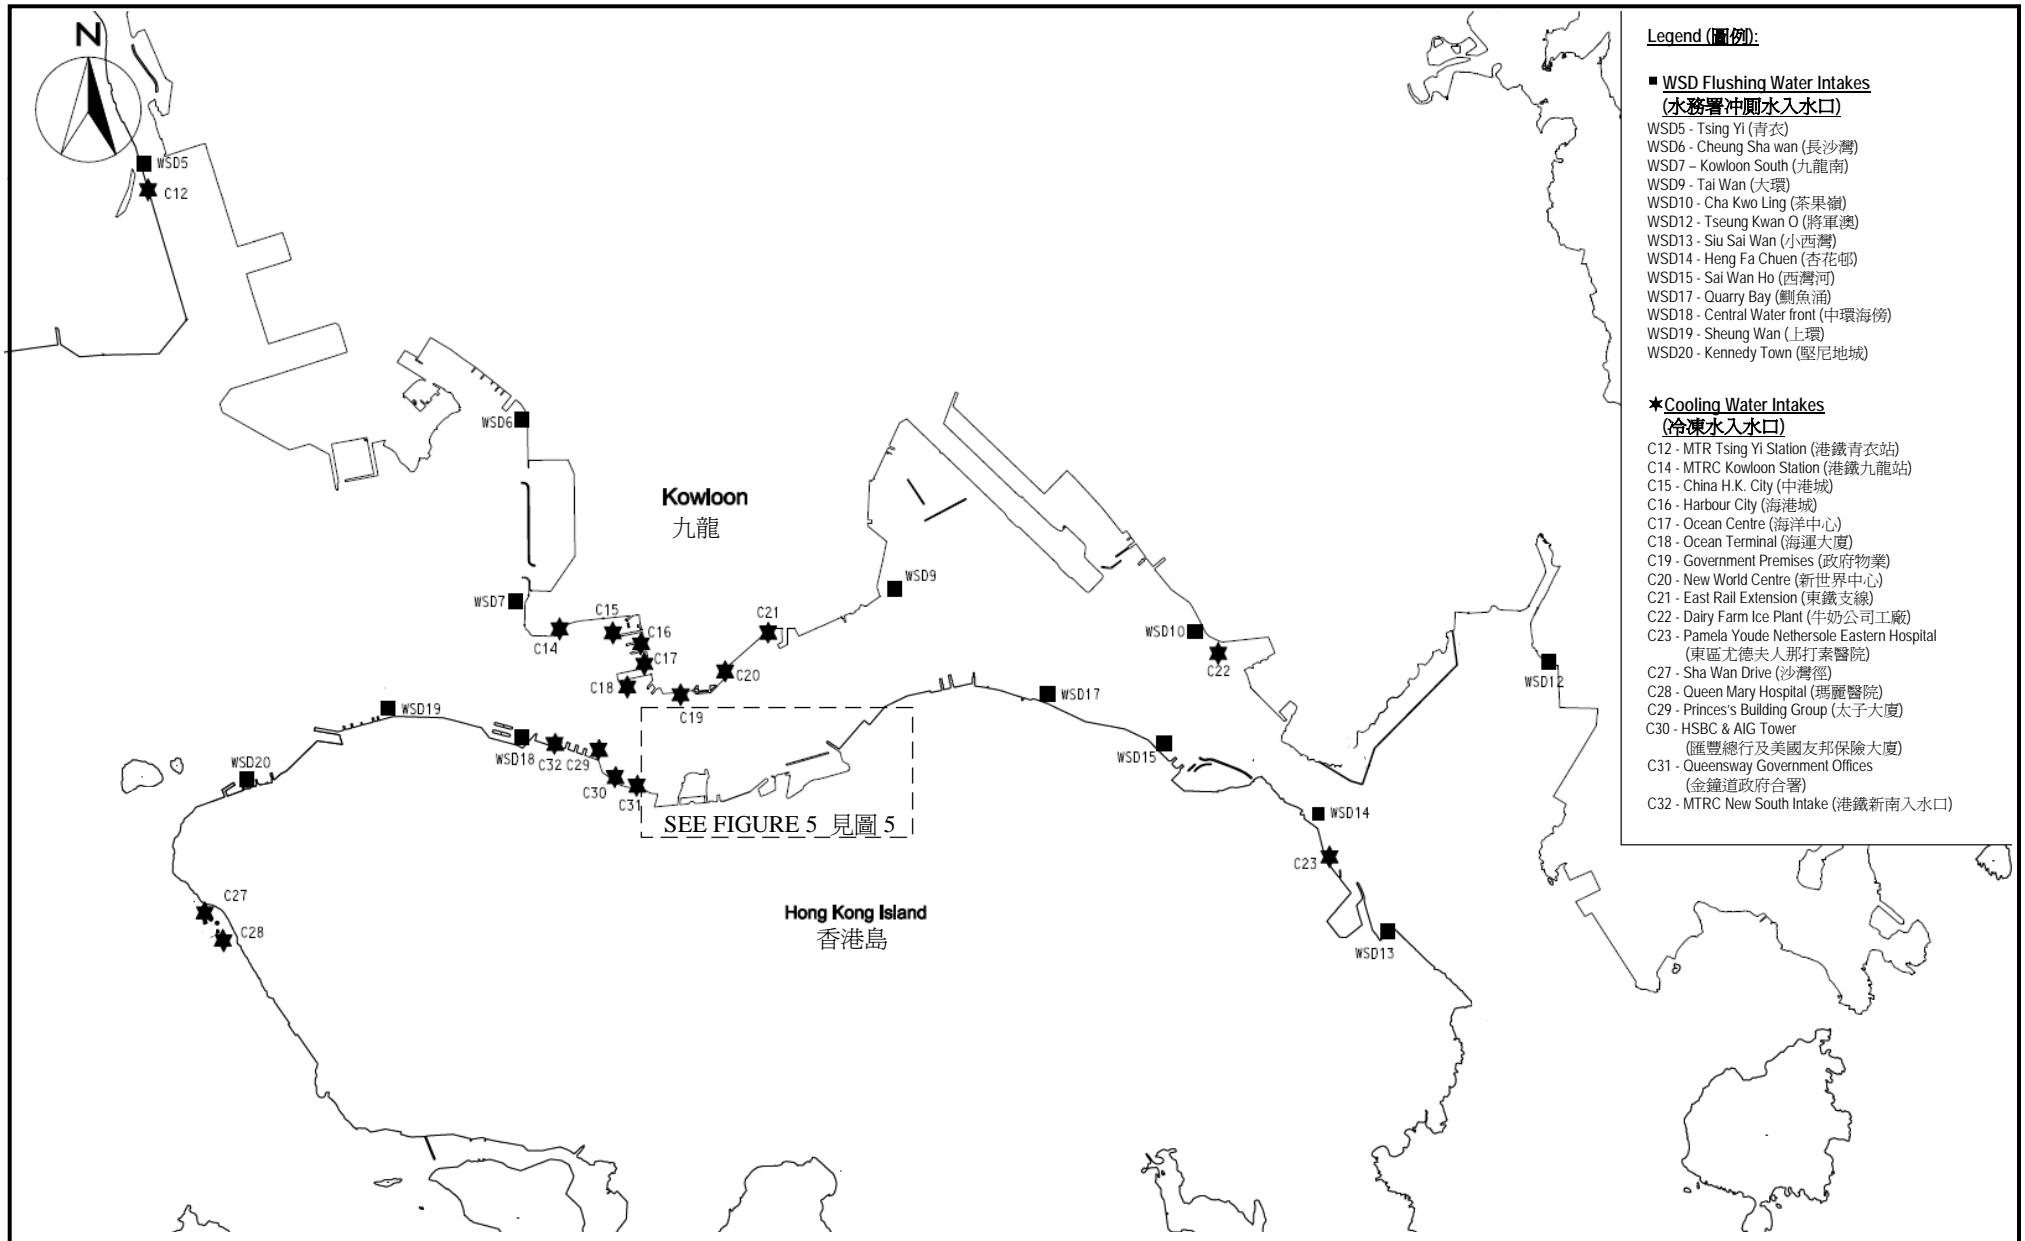 N
WSD5
C12
WSD6
Kowloon
九龍
WSD7
C14
C15
C16
C17
C18
C19
C20
C21
WSD9
WSD10
C22
WSD12
WSD19
WSD20
WSD18
C32
C29
C30
C31
SEE FIGURE 5 見圖 5
WSD17
WSD15
WSD14
C23
WSD13
C27
C28
Hong Kong Island
香港島
Legend (圖例):
WSD Flushing Water Intakes
(水務署冲厠水入水口)
WSD5 - Tsing Yi (青衣)
WSD6 - Cheung Sha wan (長沙灣)
WSD7 – Kowloon South (九龍南)
WSD9 - Tai Wan (大環)
WSD10 - Cha Kwo Ling (茶果嶺)
WSD12 - Tseung Kwan O (將軍澳)
WSD13 - Siu Sai Wan (小西灣)
WSD14 - Heng Fa Chuen (杏花邨)
WSD15 - Sai Wan Ho (西灣河)
WSD17 - Quarry Bay (鰂魚涌)
WSD18 - Central Water front (中環海傍)
WSD19 - Sheung Wan (上環)
WSD20 - Kennedy Town (堅尼地城)
Cooling Water Intakes
(冷凍水入水口)
C12 - MTR Tsing Yi Station (港鐵青衣站)
C14 - MTRC Kowloon Station (港鐵九龍站)
C15 - China H.K. City (中港城)
C16 - Harbour City (海港城)
C17 - Ocean Centre (海洋中心)
C18 - Ocean Terminal (海運大廈)
C19 - Government Premises (政府物業)
C20 - New World Centre (新世界中心)
C21 - East Rail Extension (東鐵支線)
C22 - Dairy Farm Ice Plant (牛奶公司工廠)
C23 - Pamela Youde Nethersole Eastern Hospital
(東區尤德夫人那打素醫院)
C27 - Sha Wan Drive (沙灣徑)
C28 - Queen Mary Hospital (瑪麗醫院)
C29 - Princes's Building Group (太子大廈)
C30 - HSBC & AIG Tower
(匯豐總行及美國友邦保險大廈)
C31 - Queensway Government Offices
(金鐘道政府合署)
C32 - MTRC New South Intake (港鐵新南入水口)